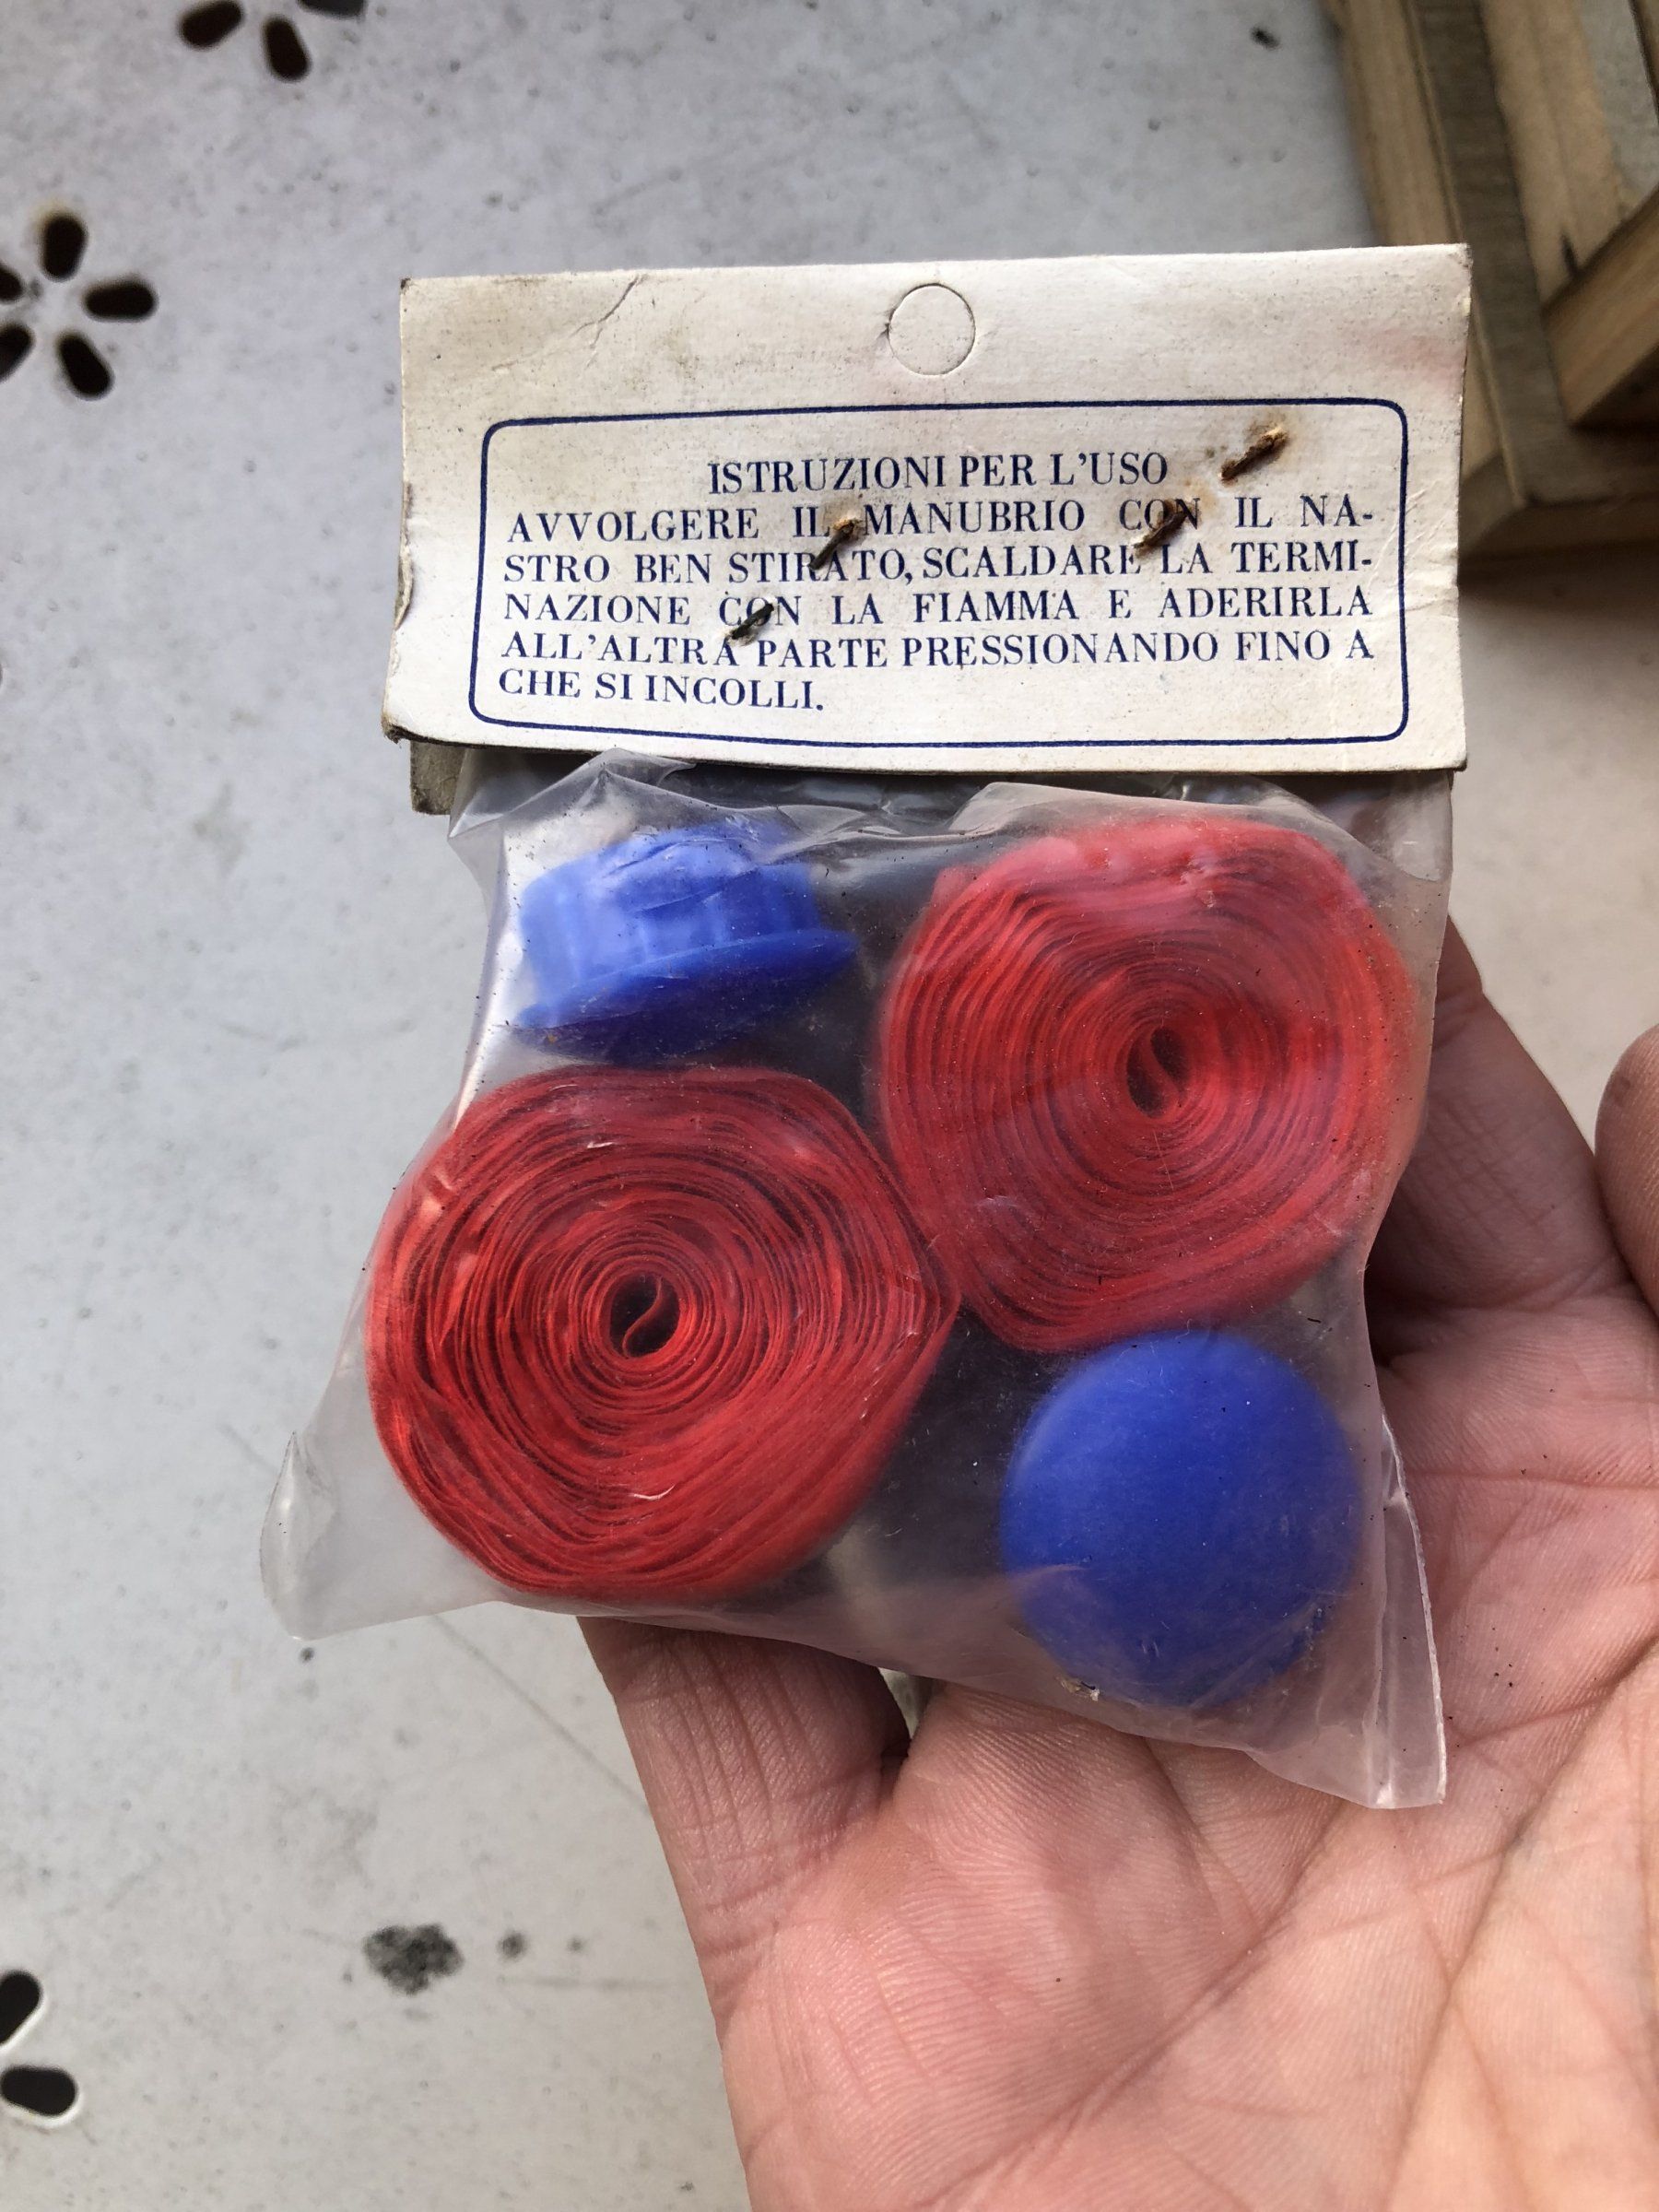 ISTRUZIONI PER L'USO
AVVOLGERE IL MANUBRIO CON IL NA-
STRO BEN STIRATO, SCALDARE LA TERMI-
NAZIONE CON LA FIAMMA E ADERIRLA
ALL'ALTRA PARTE PRESSIONANDO FINO A
CHE SI INCOLLI.